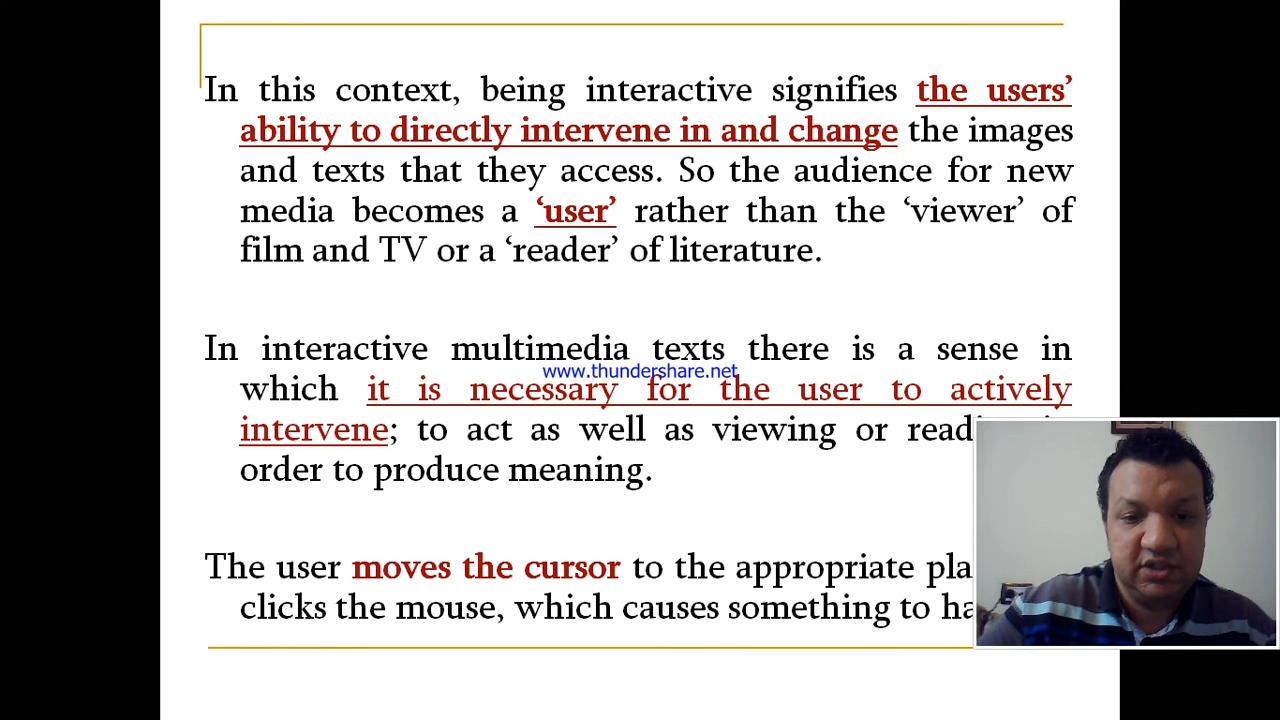 In this context, being interactive signifies the users’
ability to directly intervene in and change the images
and texts that they access. So the audience for new
media becomes a ‘user’ rather than the ‘viewer’ of
film and TV or a ‘reader’ of literature.
In interactive multimedia texts there is a sense in
www.thundershare.net
which it is necessary for the user to actively
intervene; to act as well as viewing or
order to produce meaning.
The user moves the cursor to the appropriate
clicks the mouse, which causes something to